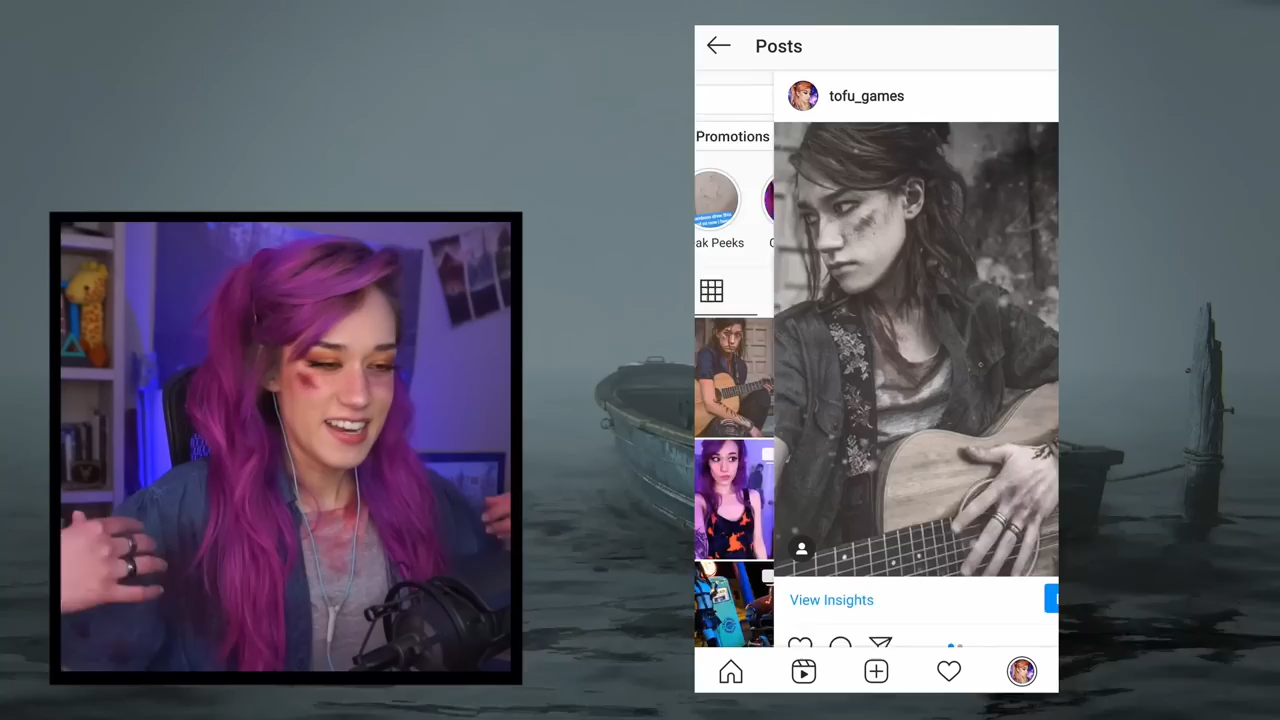 Posts
tofu_games
Promotions
ak Peeks
View Insights